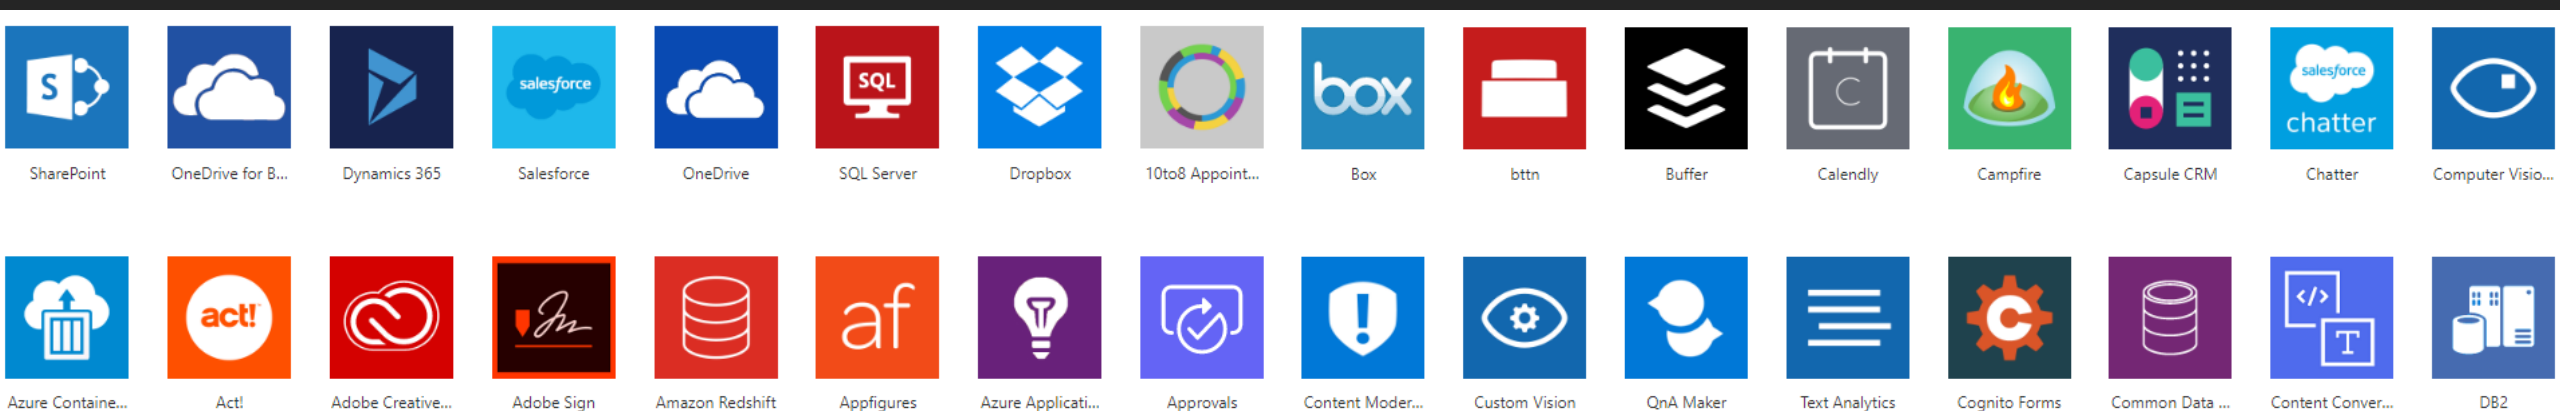 S
salesforce
SQL
box
C
salesforce
chatter
SharePoint
OneDrive for B...
Dynamics 365
Salesforce
OneDrive
SQL Server
Dropbox
10to8 Appoint...
Box
bttn
Buffer
Calendly
Campfire
Capsule CRM
Chatter
Computer Visio...
act!
af
C
</>
T
Azure Containe...
Act!
Adobe Creative...
Adobe Sign
Amazon Redshift
Appfigures
Azure Applicati...
Approvals
Content Moder...
Custom Vision
QnA Maker
Text Analytics
Cognito Forms
Common Data ...
Content Conver...
DB2